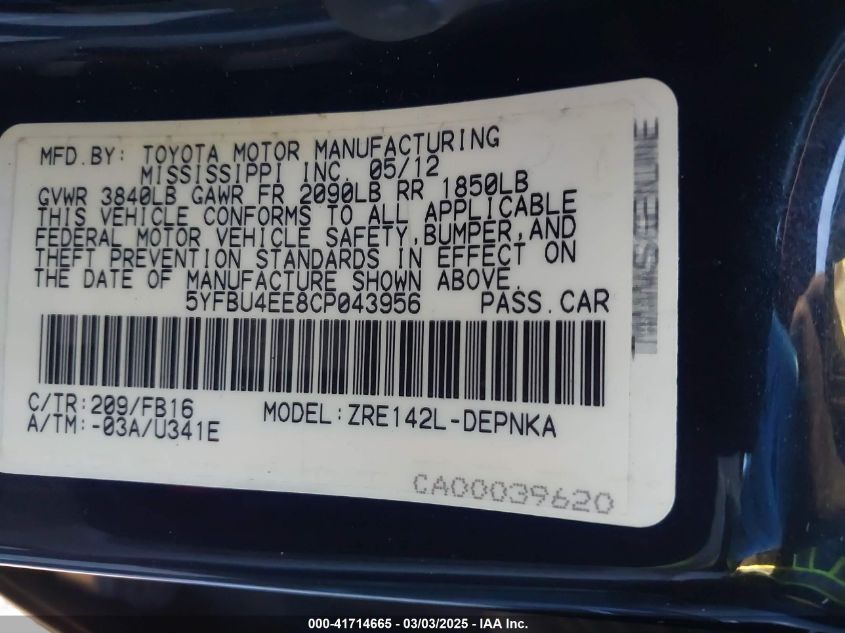 MFD.BY: TOYOTA MOTOR MANUFACTURING
MISSISSIPPI INC. 05/12
GVWR 3840LB GAWR FR 2090LB RR 1850LB
THIS VEHICLE CONFORMS TO ALL APPLICABLE
FEDERAL MOTOR VEHICLE SAFETY,BUMPER,AND
THEFT PREVENTION STANDARDS IN EFFECT ON
THE DATE OF MANUFACTURE SHOWN ABOVE.
5YFBU4EE8CP043956 PASS.CAR
C/TR:209/FB16 MODEL:ZRE142L-DEPNKA
A/TM:-03A/U341E
CA00039620
000-41714665 - 03/03/2025 - IAA Inc.